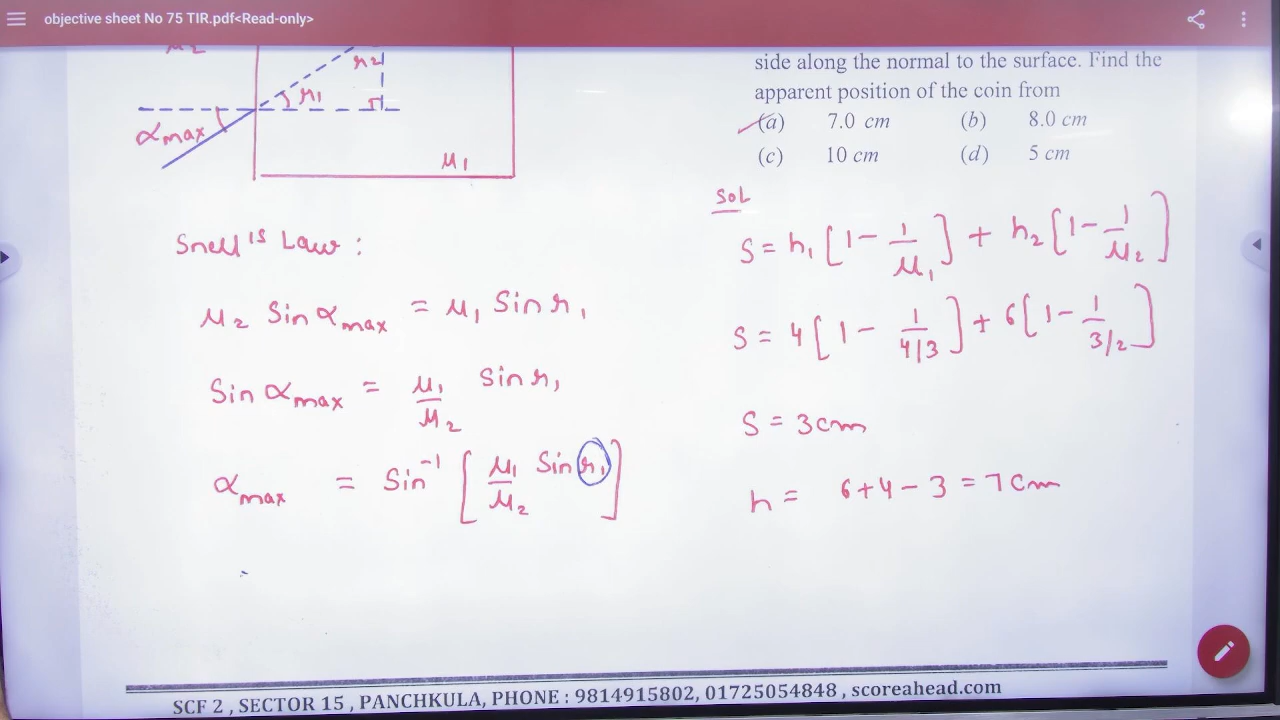 objective sheet No 75 TIR.pdf<Read-only>
μ2
r2
r1
αmax
μ1
Snell's Law :
μ2 Sin αmax = μ1 Sin r1
Sin αmax = μ1/μ2 Sin r1
αmax = Sin⁻¹ [ μ1/μ2 Sin r1 ]
side along the normal to the surface. Find the
apparent position of the coin from
(a) 7.0 cm (b) 8.0 cm
(c) 10 cm (d) 5 cm
Sol
S = h1 [ 1 - 1/μ1 ] + h2 [ 1 - 1/μ2 ]
S = 4 [ 1 - 1/4/3 ] + 6 [ 1 - 1/3/2 ]
S = 3cm
h = 6+4-3 = 7cm
SCF 2 , SECTOR 15 , PANCHKULA, PHONE : 9814915802, 01725054848 , scoreahead.com